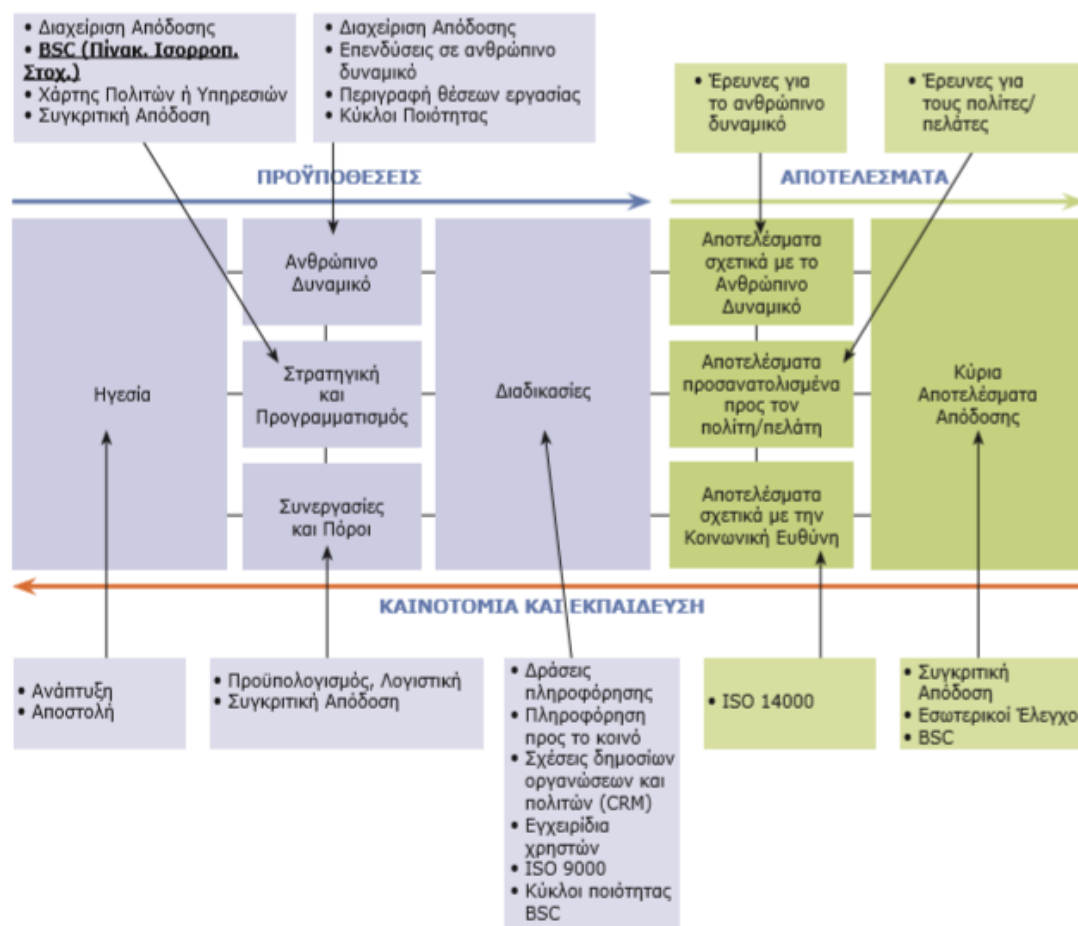 • Διαχείριση Απόδοσης
• BSC (Πίνακ. Ισορροπ.
Στοχ.)
• Χάρτης Πολιτών ή Υπηρεσιών
• Συγκριτική Απόδοση
• Διαχείριση Απόδοσης
• Επενδύσεις σε ανθρώπινο
δυναμικό
• Περιγραφή θέσεων εργασίας
• Κύκλοι Ποιότητας
• Έρευνες για
το ανθρώπινο
δυναμικό
• Έρευνες για
τους πολίτες/
πελάτες
ΠΡΟΫΠΟΘΕΣΕΙΣ
ΑΠΟΤΕΛΕΣΜΑΤΑ
Ηγεσία
Ανθρώπινο
Δυναμικό
Στρατηγική
και
Προγραμματισμός
Συνεργασίες
και Πόροι
Διαδικασίες
Αποτελέσματα
σχετικά με το
Ανθρώπινο
Δυναμικό
Αποτελέσματα
προσανατολισμένα
προς τον
πολίτη/πελάτη
Αποτελέσματα
σχετικά με την
Κοινωνική Ευθύνη
Κύρια
Αποτελέσματα
Απόδοσης
ΚΑΙΝΟΤΟΜΙΑ ΚΑΙ ΕΚΠΑΙΔΕΥΣΗ
• Ανάπτυξη
• Αποστολή
• Προϋπολογισμός, Λογιστική
• Συγκριτική Απόδοση
• Δράσεις
πληροφόρησης
• Πληροφόρηση
προς το κοινό
• Σχέσεις δημοσίων
οργανώσεων και
πολιτών (CRM)
• Εγχειρίδια
χρηστών
• ISO 9000
• Κύκλοι ποιότητας
BSC
• ISO 14000
• Συγκριτική
Απόδοση
• Εσωτερικοί Έλεγχο
• BSC